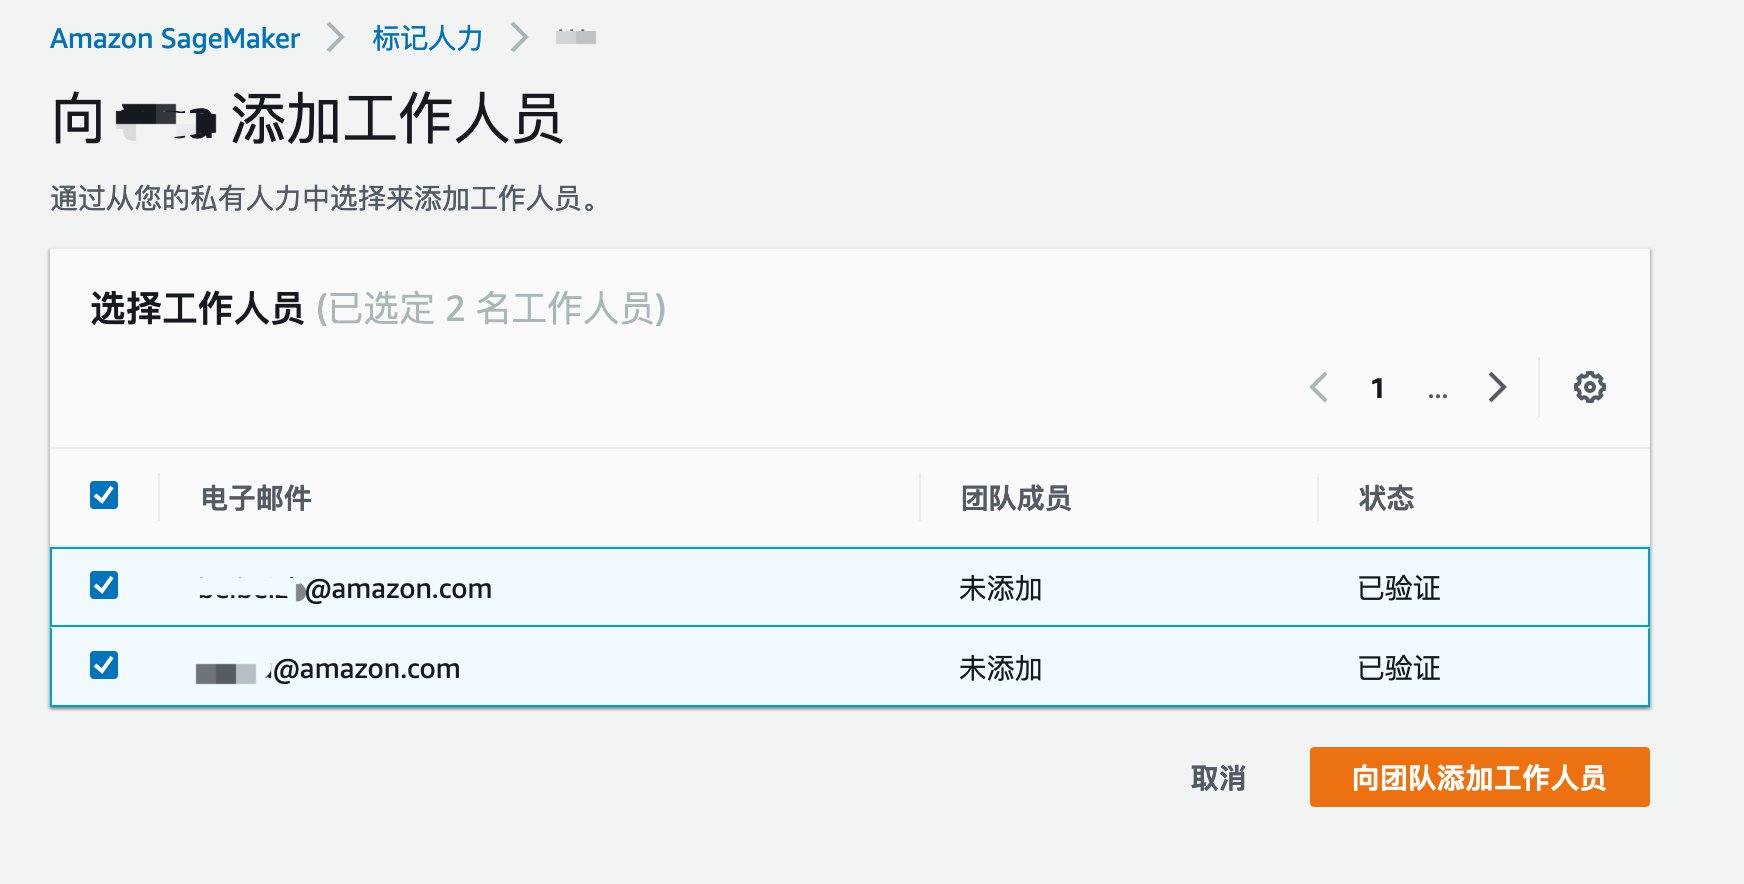 Amazon SageMaker > 标记人力 >
向 添加工作人员
通过从您的私有人力中选择来添加工作人员。
选择工作人员 (已选定 2 名工作人员)
1 ...
电子邮件 团队成员 状态
@amazon.com 未添加 已验证
@amazon.com 未添加 已验证
取消 向团队添加工作人员